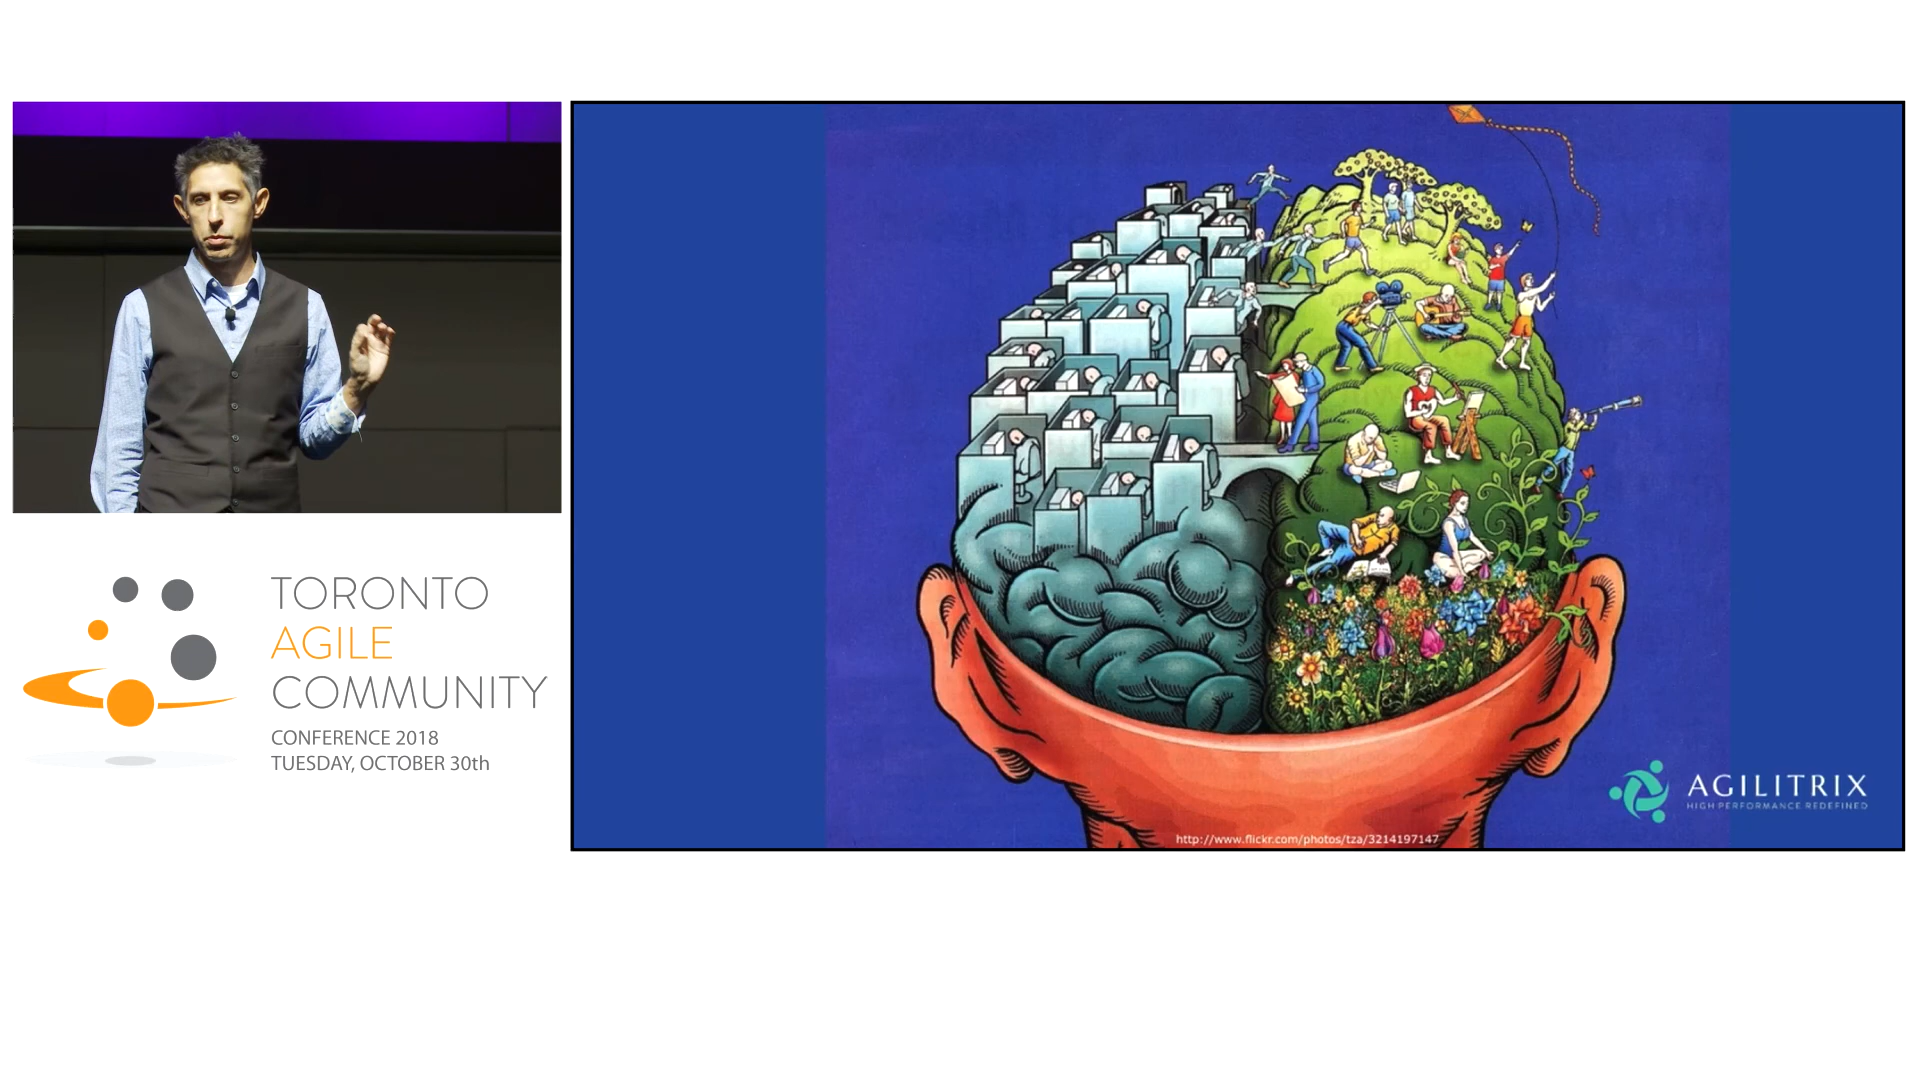 TORONTO
AGILE
COMMUNITY
CONFERENCE 2018
TUESDAY, OCTOBER 30th
AGILITRIX
HIGH PERFORMANCE REDEFINED
http://www.flickr.com/photos/tza/3214197147